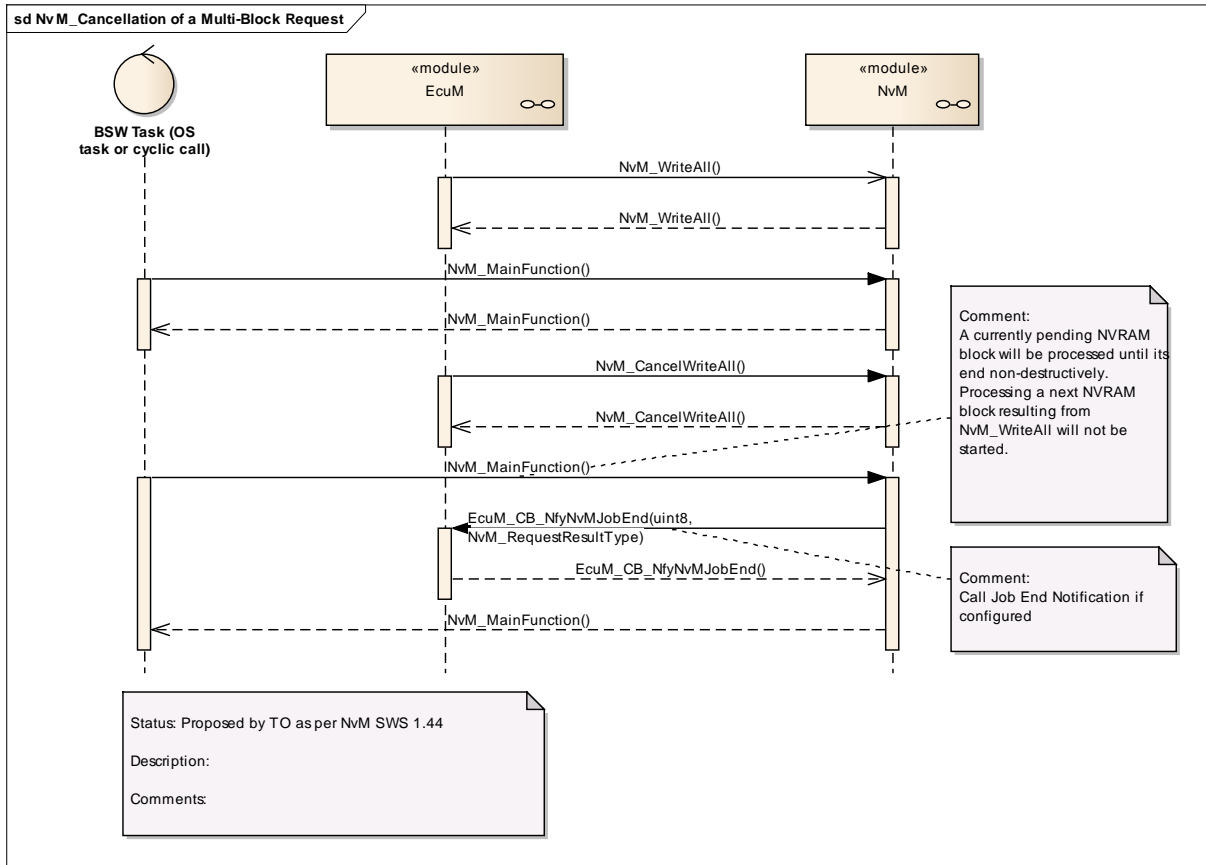 sd NvM_Cancellation of a Multi-Block Request
«module»
EcuM
«module»
NvM
BSW Task (OS
task or cyclic call)
NvM_WriteAll()
NvM_WriteAll()
NvM_MainFunction()
NvM_MainFunction()
NvM_CancelWriteAll()
NvM_CancelWriteAll()
Comment:
A currently pending NVRAM
block will be processed until its
end non-destructively.
Processing a next NVRAM
block resulting from
NvM_WriteAll will not be
started.
NvM_MainFunction()
EcuM_CB_NfyNvMJobEnd(uint8,
NvM_RequestResultType)
EcuM_CB_NfyNvMJobEnd()
Comment:
Call Job End Notification if
configured
NvM_MainFunction()
Status: Proposed by TO as per NvM SWS 1.44
Description:
Comments: